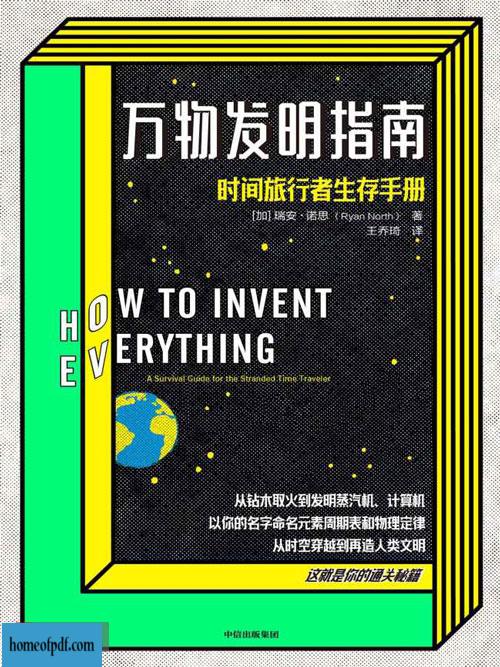 万物发明指南
时间旅行者生存手册
[加] 瑞安·诺思（Ryan North）著
王乔琦 译
HOW TO INVENT
EVERYTHING
A Survival Guide for the Stranded Time Traveler
从钻木取火到发明蒸汽机、计算机
以你的名字命名元素周期表和物理定律
从时空穿越到再造人类文明
这就是你的通关秘籍
中信出版集团
homeofpdf.com